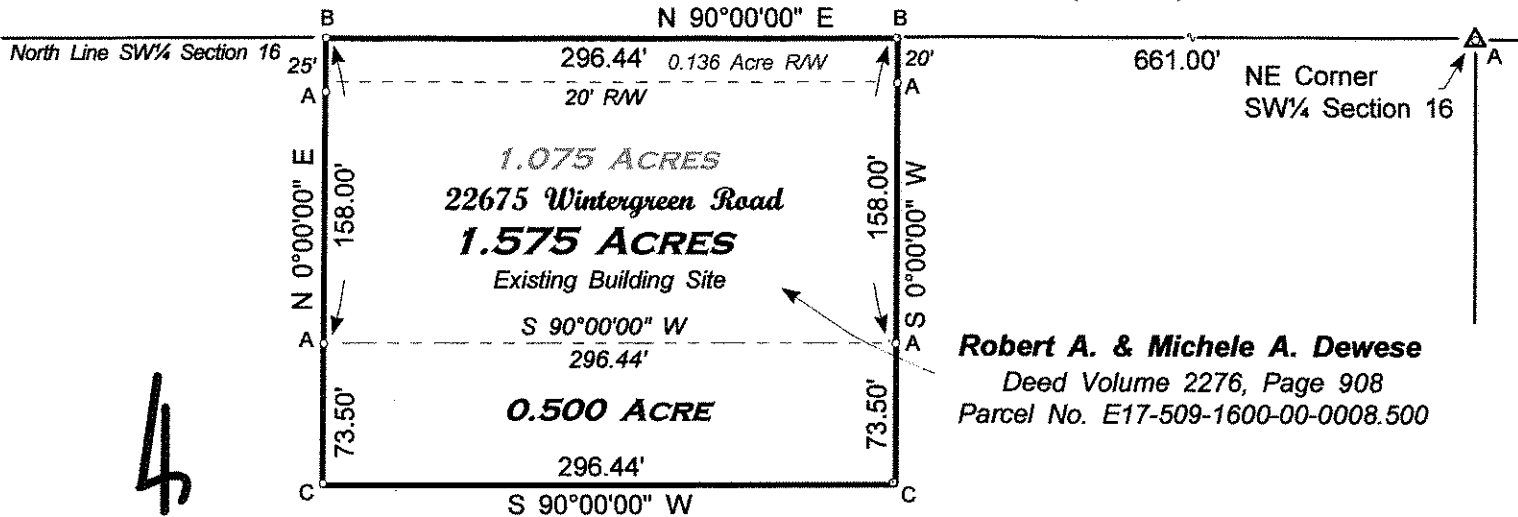 B
N 90°00'00" E
B
North Line SW¼ Section 16
25'
296.44'
0.136 Acre R/W
20'
661.00'
A
A
20' R/W
A
NE Corner
SW¼ Section 16
N 0°00'00" E
158.00'
1.075 ACRES
22675 Wintergreen Road
1.575 ACRES
Existing Building Site
158.00'
S 0°00'00" W
A
S 90°00'00" W
A
296.44'
Robert A. & Michele A. Dewese
Deed Volume 2276, Page 908
Parcel No. E17-509-1600-00-0008.500
73.50'
0.500 ACRE
73.50'
4
296.44'
C
S 90°00'00" W
C